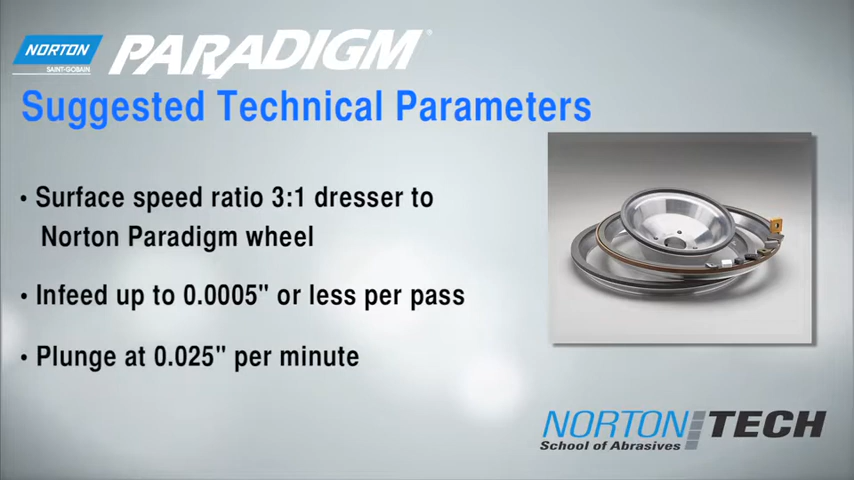 NORTON
SAINT-GOBAIN
PARADIGM®
Suggested Technical Parameters
• Surface speed ratio 3:1 dresser to
Norton Paradigm wheel
• Infeed up to 0.0005" or less per pass
• Plunge at 0.025" per minute
NORTON TECH
School of Abrasives